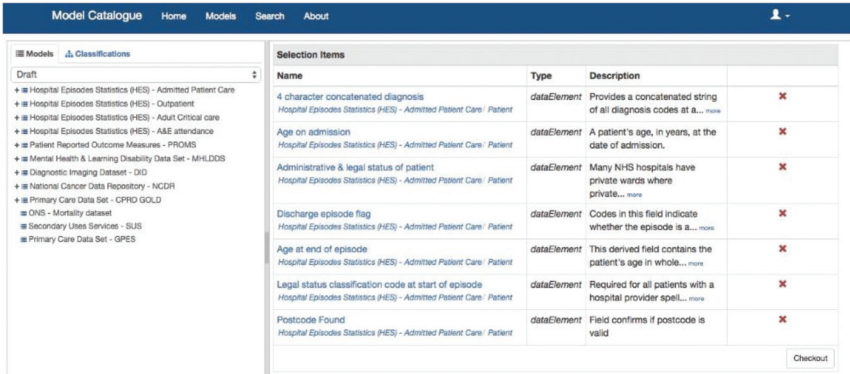 Model Catalogue Home Models Search About
Models Classifications
Draft
Hospital Episodes Statistics (HES) - Admitted Patient Care
Hospital Episodes Statistics (HES) - Outpatient
Hospital Episodes Statistics (HES) - Adult Critical care
Hospital Episodes Statistics (HES) - A&E attendance
Patient Reported Outcome Measures - PROMS
Mental Health & Learning Disability Data Set - MHLDDS
Diagnostic Imaging Dataset - DID
National Cancer Data Repository - NCDR
Primary Care Data Set - CPRD GOLD
ONS - Mortality dataset
Secondary Uses Services - SUS
Primary Care Data Set - GPES
Selection Items
Name Type Description
4 character concatenated diagnosis dataElement Provides a concatenated string
Hospital Episodes Statistics (HES) - Admitted Patient Care/ Patient of all diagnosis codes at a... more
Age on admission dataElement A patient's age, in years, at the
Hospital Episodes Statistics (HES) - Admitted Patient Care/ Patient date of admission.
Administrative & legal status of patient dataElement Many NHS hospitals have
Hospital Episodes Statistics (HES) - Admitted Patient Care/ Patient private wards where
private... more
Discharge episode flag dataElement Codes in this field indicate
Hospital Episodes Statistics (HES) - Admitted Patient Care/ Patient whether the episode is a... more
Age at end of episode dataElement This derived field contains the
Hospital Episodes Statistics (HES) - Admitted Patient Care/ Patient patient's age in whole... more
Legal status classification code at start of episode dataElement Required for all patients with a
Hospital Episodes Statistics (HES) - Admitted Patient Care/ Patient hospital provider spell... more
Postcode Found dataElement Field confirms if postcode is
Hospital Episodes Statistics (HES) - Admitted Patient Care/ Patient valid
Checkout